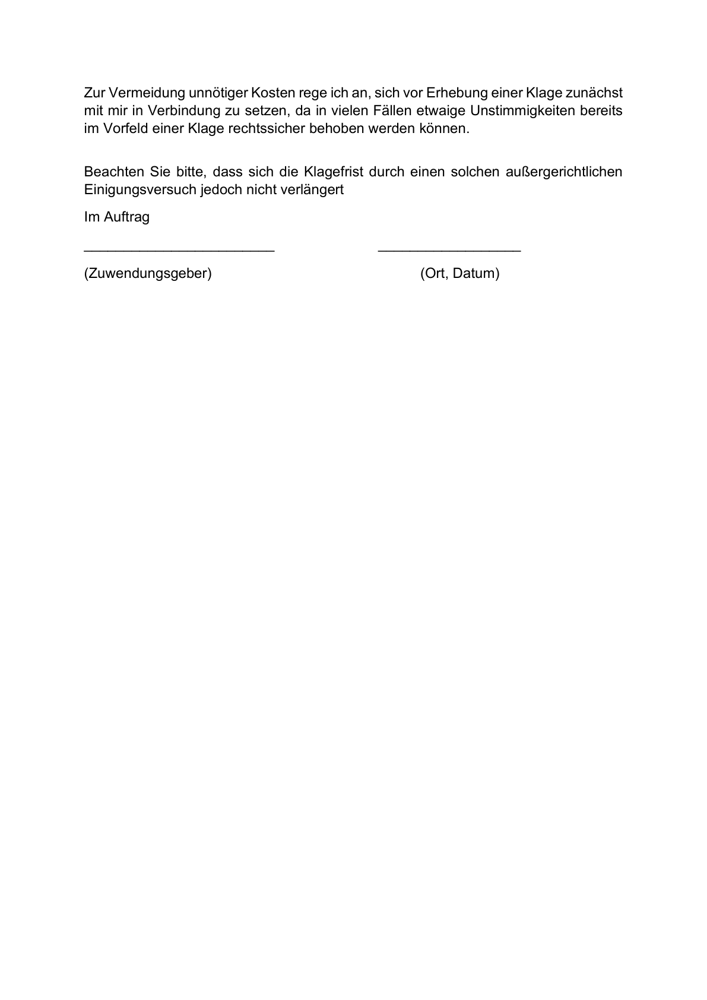 Zur Vermeidung unnötiger Kosten rege ich an, sich vor Erhebung einer Klage zunächst
mit mir in Verbindung zu setzen, da in vielen Fällen etwaige Unstimmigkeiten bereits
im Vorfeld einer Klage rechtssicher behoben werden können.
Beachten Sie bitte, dass sich die Klagefrist durch einen solchen außergerichtlichen
Einigungsversuch jedoch nicht verlängert
Im Auftrag
________________________ __________________
(Zuwendungsgeber) (Ort, Datum)